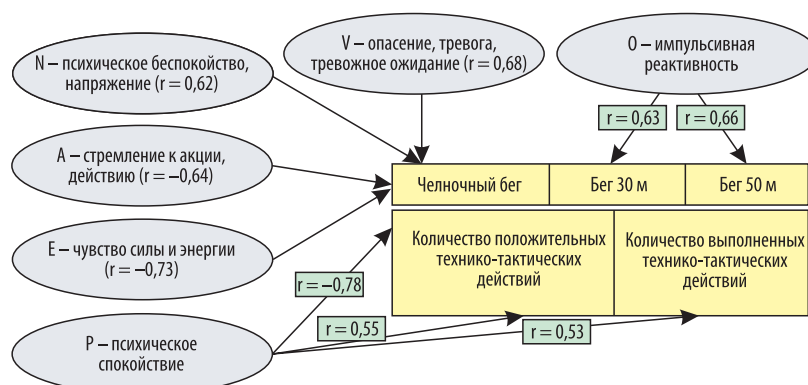 N – психическое беспокойство,
напряжение (r = 0,62)
V – опасение, тревога,
тревожное ожидание (r = 0,68)
O – импульсивная
реактивность
r = 0,63
r = 0,66
A – стремление к акции,
действию (r = –0,64)
Челночный бег
Бег 30 м
Бег 50 м
E – чувство силы и энергии
(r = –0,73)
Количество положительных
технико-тактических
действий
Количество выполненных
технико-тактических
действий
r = –0,78
P – психическое
спокойствие
r = 0,55
r = 0,53